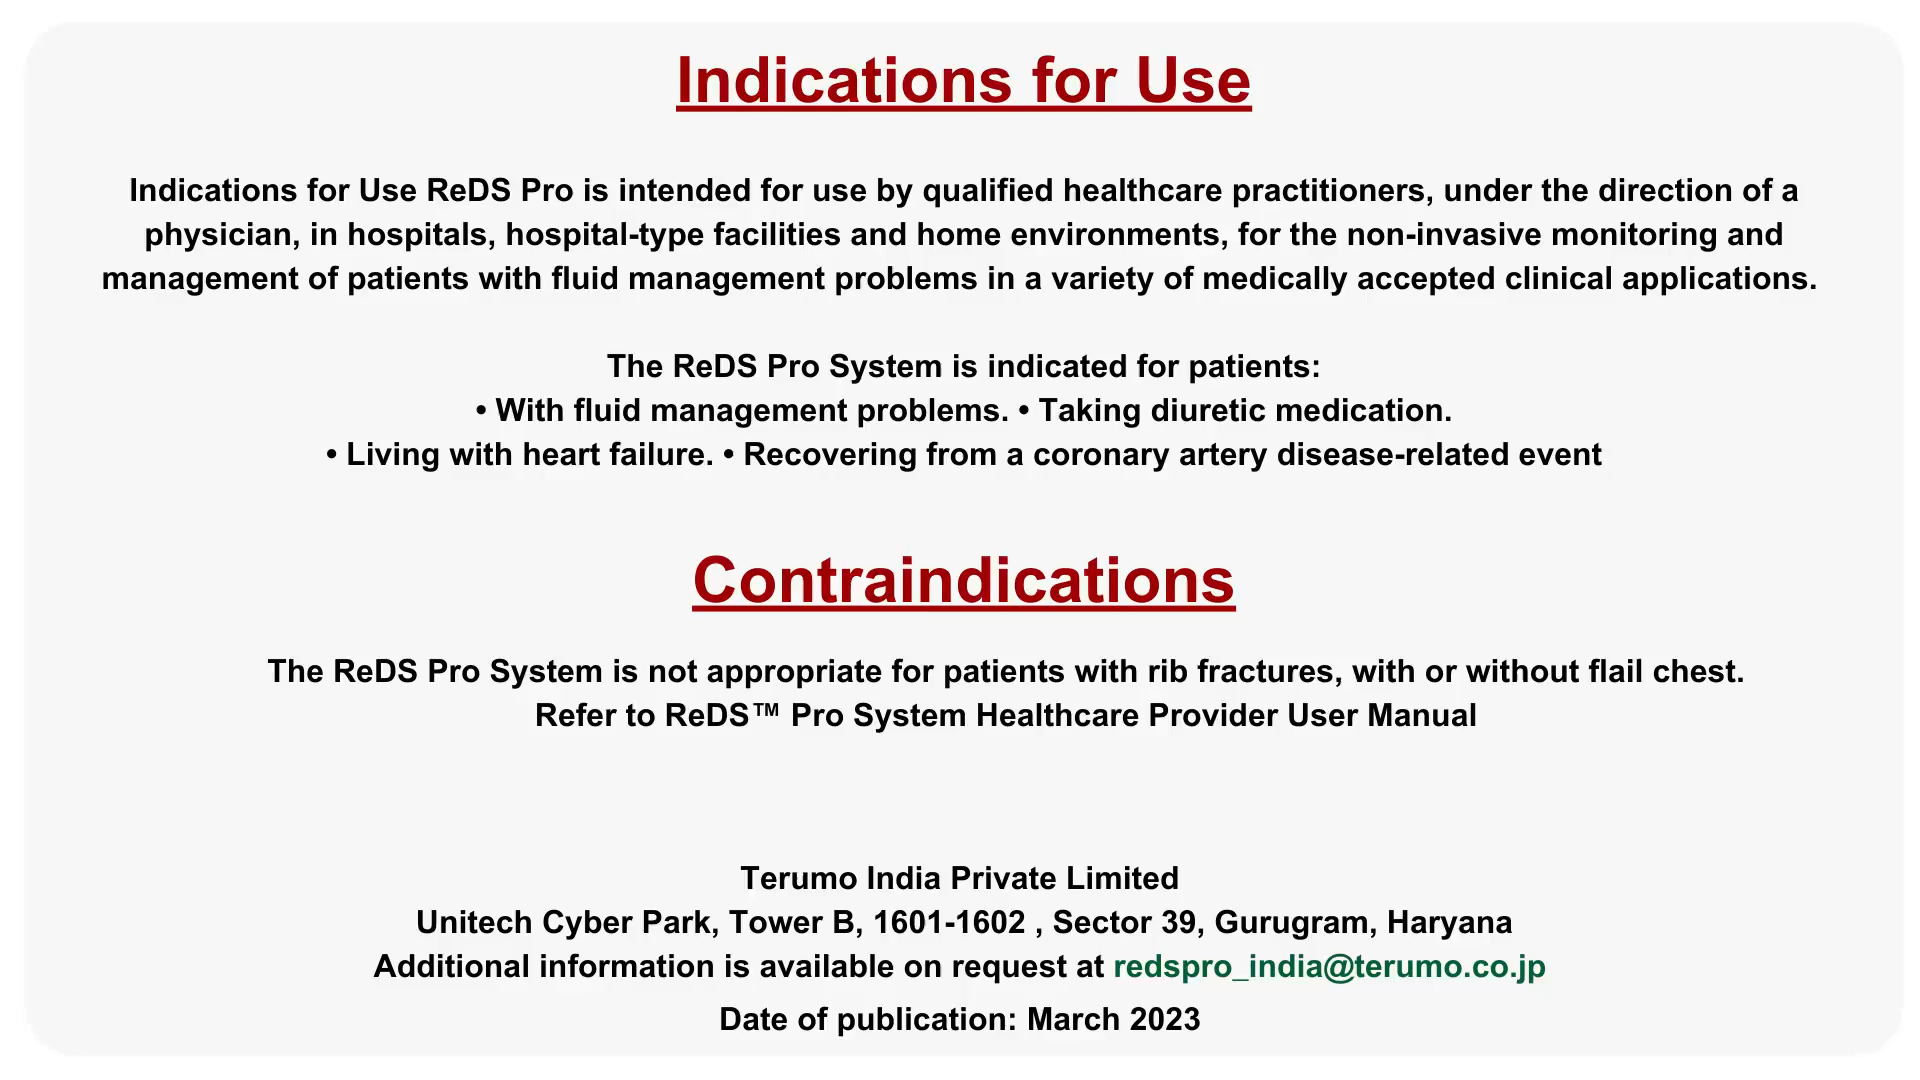 Indications for Use
Indications for Use ReDS Pro is intended for use by qualified healthcare practitioners, under the direction of a
physician, in hospitals, hospital-type facilities and home environments, for the non-invasive monitoring and
management of patients with fluid management problems in a variety of medically accepted clinical applications.
The ReDS Pro System is indicated for patients:
• With fluid management problems. • Taking diuretic medication.
• Living with heart failure. • Recovering from a coronary artery disease-related event
Contraindications
The ReDS Pro System is not appropriate for patients with rib fractures, with or without flail chest.
Refer to ReDS™ Pro System Healthcare Provider User Manual
Terumo India Private Limited
Unitech Cyber Park, Tower B, 1601-1602 , Sector 39, Gurugram, Haryana
Additional information is available on request at redspro_india@terumo.co.jp
Date of publication: March 2023